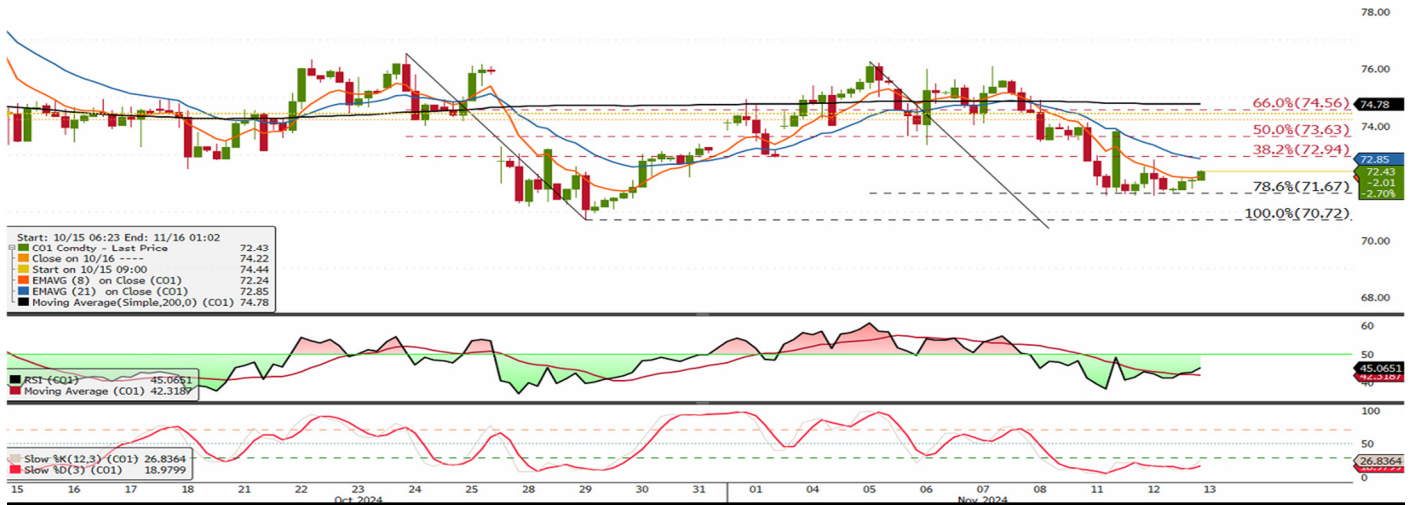 78.00
76.00
66.0%(74.56)
74.78
74.00
50.0%(73.63)
38.2%(72.94)
72.85
72.43
-2.01
-2.70%
78.6%(71.67)
100.0%(70.72)
70.00
68.00
Start: 10/15 06:23 End: 11/16 01:02
CO1 Comdty - Last Price 72.43
Close on 10/16 ---- 74.22
Start on 10/15 09:00 74.44
EMAVG (8) on Close (CO1) 72.24
EMAVG (21) on Close (CO1) 72.85
Moving Average(Simple,200,0) (CO1) 74.78
60
50
RSI (CO1) 45.0651
Moving Average (CO1) 42.3187
45.0651
42.3187
40
100
50
Slow %K(12,3) (CO1) 26.8364
Slow %D(3) (CO1) 18.9799
26.8364
18.9799
0
15 16 17 18 21 22 23 24 25 28 29 30 31 01 04 05 06 07 08 11 12 13
Oct 2024 Nov 2024